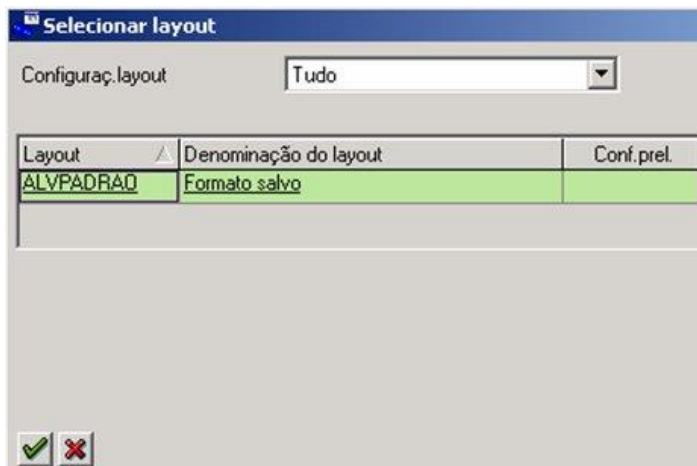 Selecionar layout
Configuraç.layout Tudo
Layout Denominação do layout Conf.prel.
ALVPADRAO Formato salvo